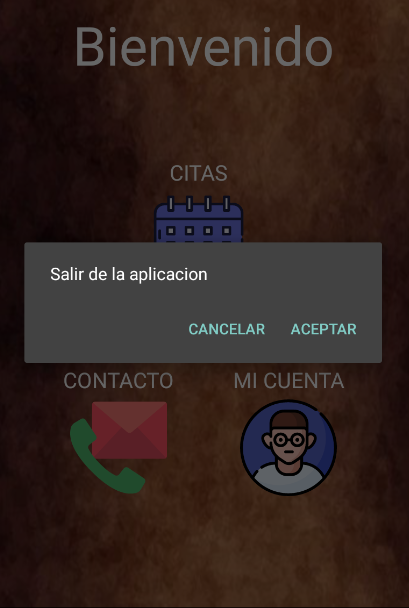 Bienvenido
CITAS
Salir de la aplicacion
CANCELAR ACEPTAR
CONTACTO MI CUENTA